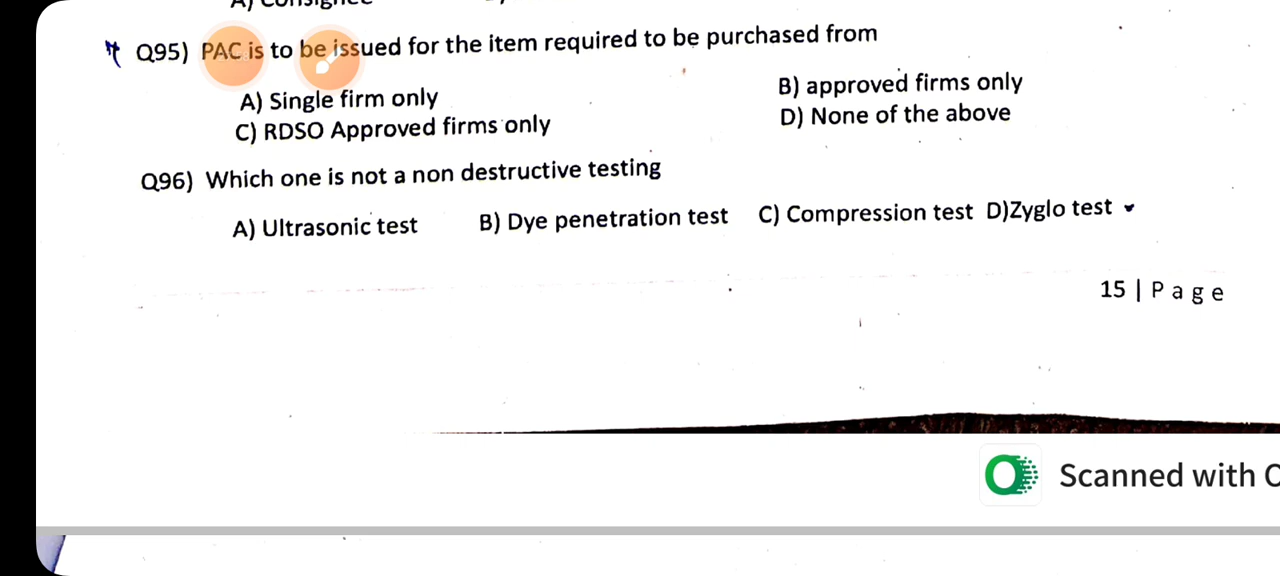 Q95) PAC is to be issued for the item required to be purchased from
A) Single firm only B) approved firms only
C) RDSO Approved firms only D) None of the above
Q96) Which one is not a non destructive testing
A) Ultrasonic test B) Dye penetration test C) Compression test D)Zyglo test
15 | P a g e
Scanned with